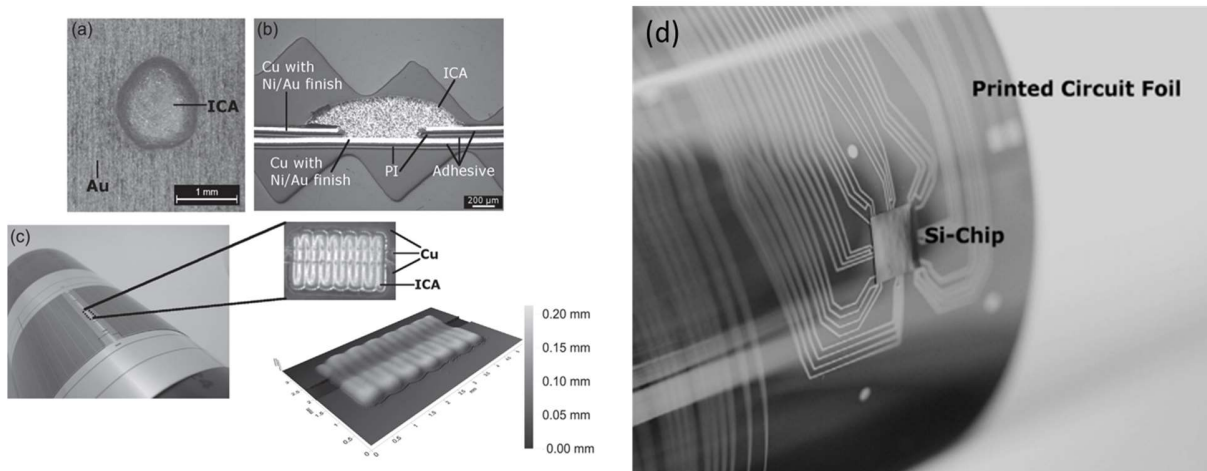 (a)
ICA
Au
1 mm
(b)
Cu with
Ni/Au finish
ICA
Cu with
Ni/Au finish
PI
Adhesive
200 µm
(c)
Cu
ICA
0.20 mm
0.15 mm
0.10 mm
0.05 mm
0.00 mm
(d)
Printed Circuit Foil
Si-Chip